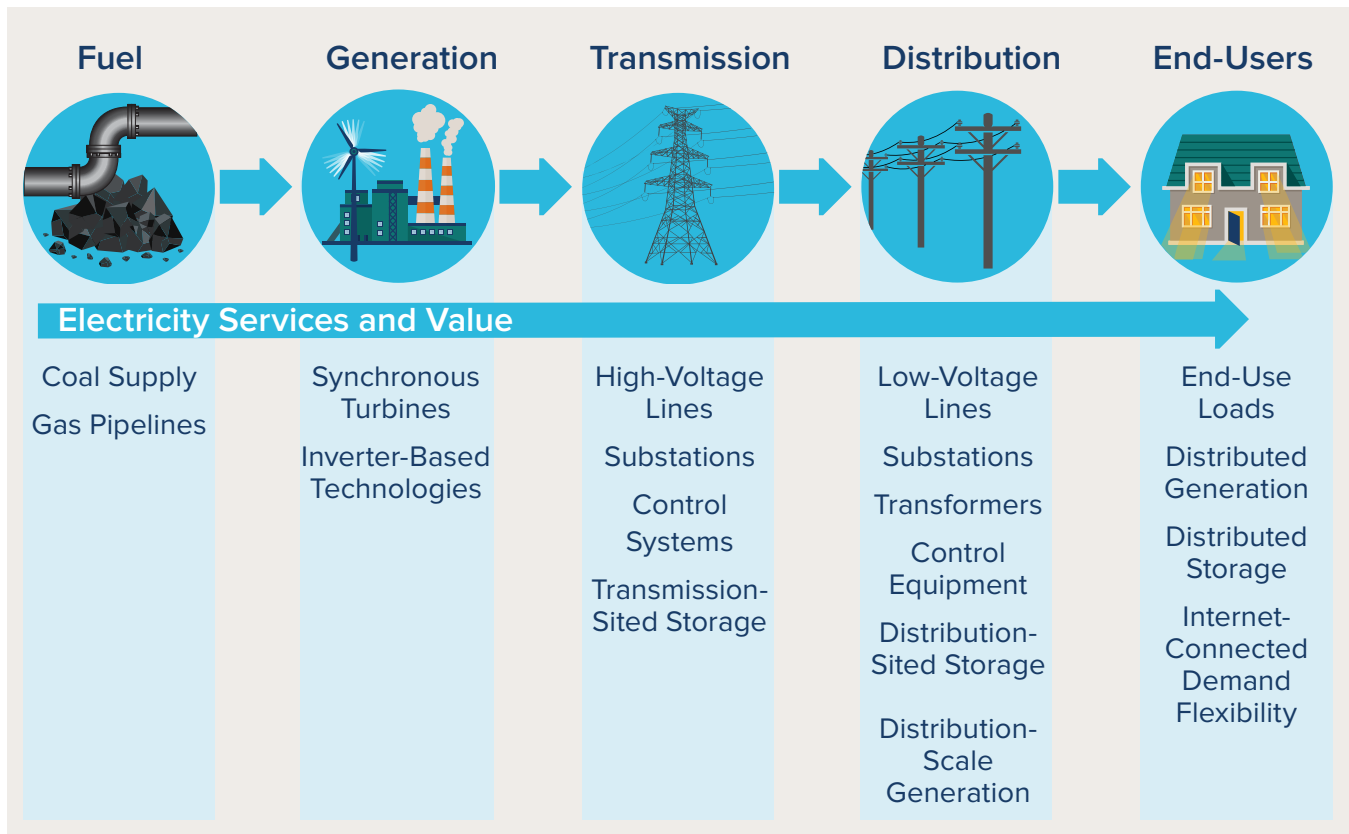 Fuel
Generation
Transmission
Distribution
End-Users
Electricity Services and Value
Coal Supply
Gas Pipelines
Synchronous
Turbines
Inverter-Based
Technologies
High-Voltage
Lines
Substations
Control
Systems
Transmission-
Sited Storage
Low-Voltage
Lines
Substations
Transformers
Control
Equipment
Distribution-
Sited Storage
Distribution-
Scale
Generation
End-Use
Loads
Distributed
Generation
Distributed
Storage
Internet-
Connected
Demand
Flexibility